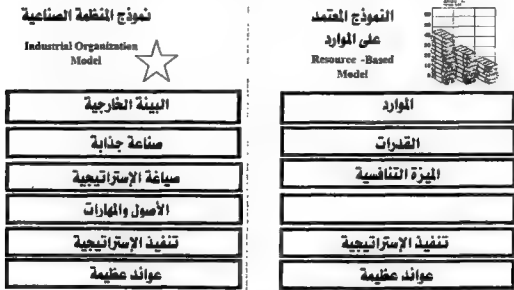 النموذج المعتمد
على الموارد
Resource -Based
Model
الموارد
القدرات
الميزة التنافسية
تنفيذ الإستراتيجية
عوائد عظيمة
نموذج المنظمة الصناعية
Industrial Organization
Model
البيئة الخارجية
صناعة جذابة
صياغة الإستراتيجية
الأصول والمهارات
تنفيذ الإستراتيجية
عوائد عظيمة